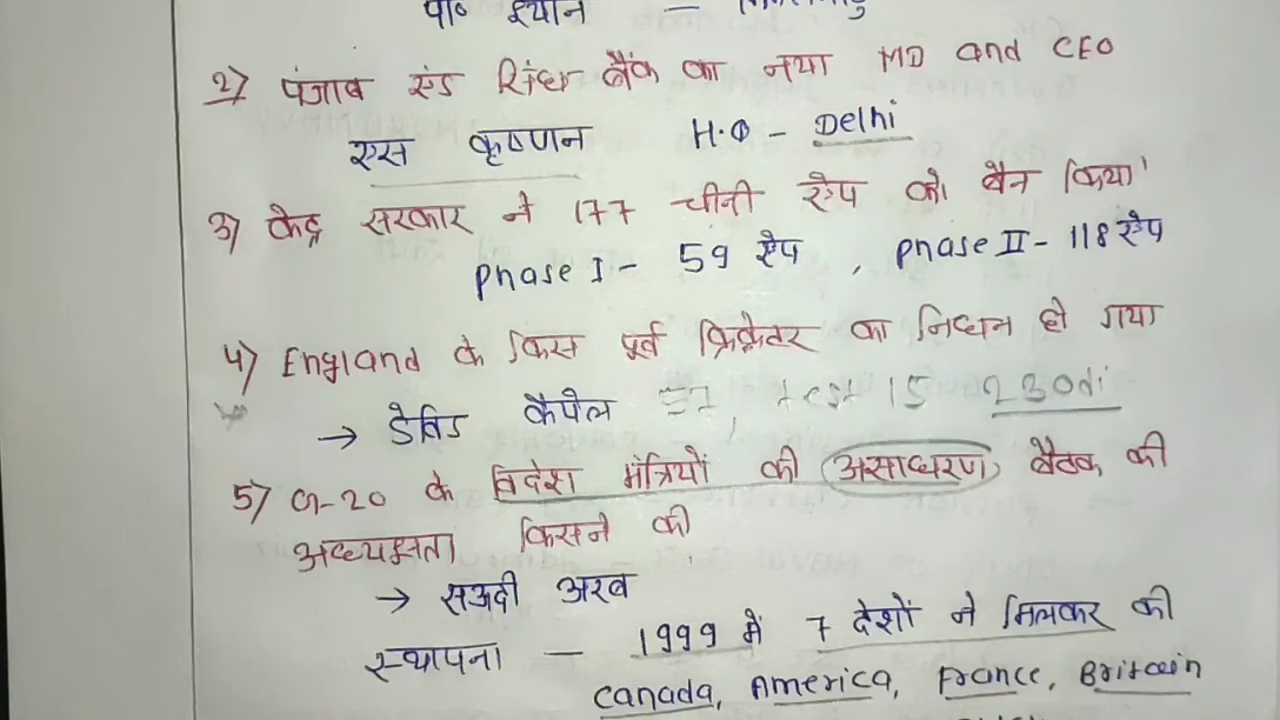 पा० स्थान –
2) पंजाब एंड सिंध बैंक का नया MD and CEO
एस कृष्णन H.O - Delhi
3) केंद्र सरकार ने 177 चीनी ऐप को बैन किया
phase I - 59 ऐप , phase II - 118 ऐप
4) England के किस पूर्व क्रिकेटर का निधन हो गया
→ डेविड कैपेल test 15 23 odi
5) G-20 के विदेश मंत्रियों की असाधरण बैठक की
अध्यक्षता किसने की
→ सऊदी अरब
स्थापना – 1999 में 7 देशों ने मिलकर की
Canada, America, France, Britain